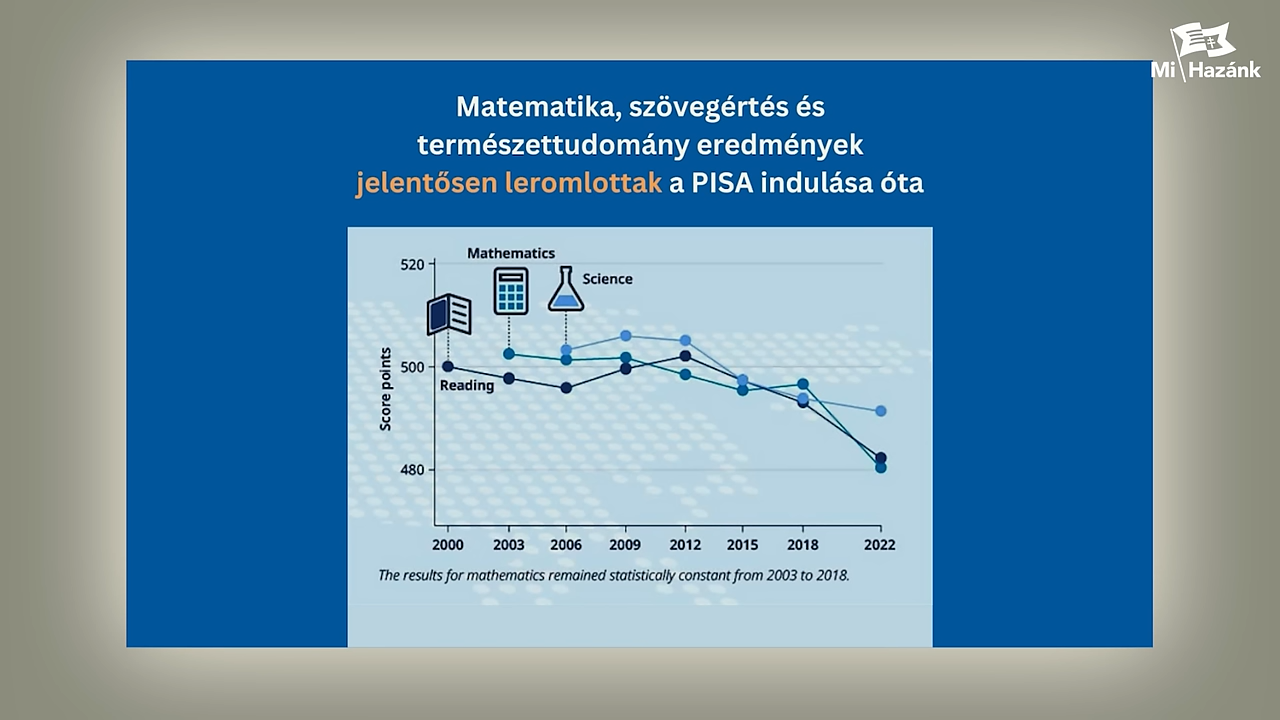 Mi Hazánk
Matematika, szövegértés és
természettudomány eredmények
jelentősen leromlottak a PISA indulása óta
Mathematics
520
Science
500
Reading
Score points
480
2000 2003 2006 2009 2012 2015 2018 2022
The results for mathematics remained statistically constant from 2003 to 2018.